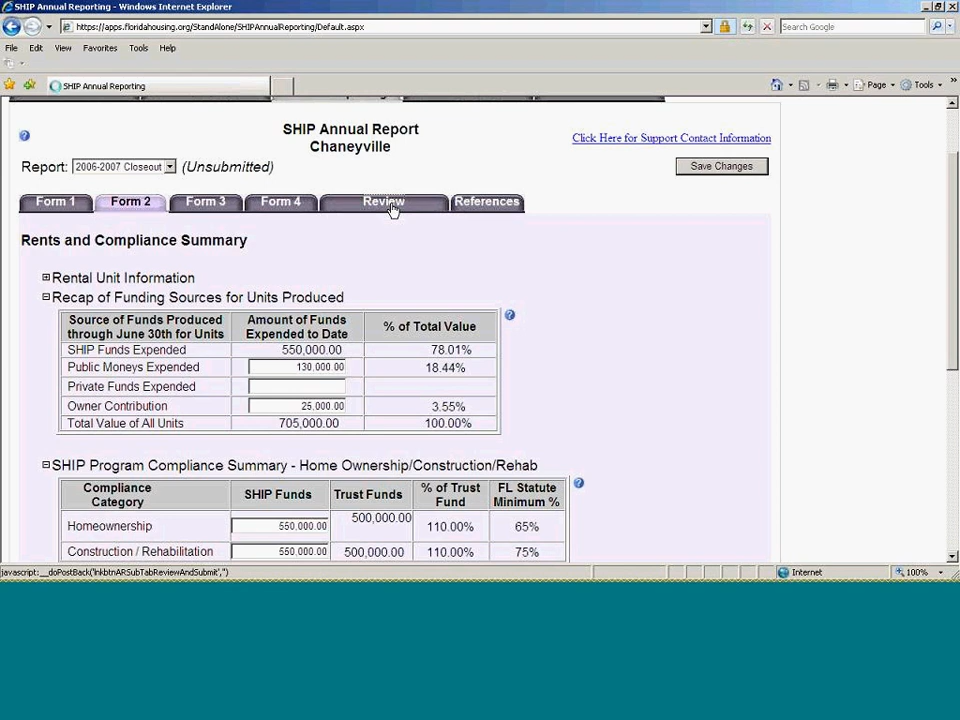 SHIP Annual Reporting - Windows Internet Explorer
https://apps.floridahousing.org/StandAlone/SHIPAnnualReporting/Default.aspx
Search Google
File Edit View Favorites Tools Help
SHIP Annual Reporting
Page Tools
SHIP Annual Report
Chaneyville
Click Here for Support Contact Information
Report: 2006-2007 Closeout (Unsubmitted)
Save Changes
Form 1 Form 2 Form 3 Form 4 Review References
Rents and Compliance Summary
Rental Unit Information
Recap of Funding Sources for Units Produced
Source of Funds Produced through June 30th for Units Amount of Funds Expended to Date % of Total Value
SHIP Funds Expended 550,000.00 78.01%
Public Moneys Expended 130,000.00 18.44%
Private Funds Expended
Owner Contribution 25,000.00 3.55%
Total Value of All Units 705,000.00 100.00%
SHIP Program Compliance Summary - Home Ownership/Construction/Rehab
Compliance Category SHIP Funds Trust Funds % of Trust Fund FL Statute Minimum %
Homeownership 550,000.00 500,000.00 110.00% 65%
Construction / Rehabilitation 550,000.00 500,000.00 110.00% 75%
javascript:__doPostBack('lnkbtnARSubTabReviewAndSubmit','')
Internet
100%